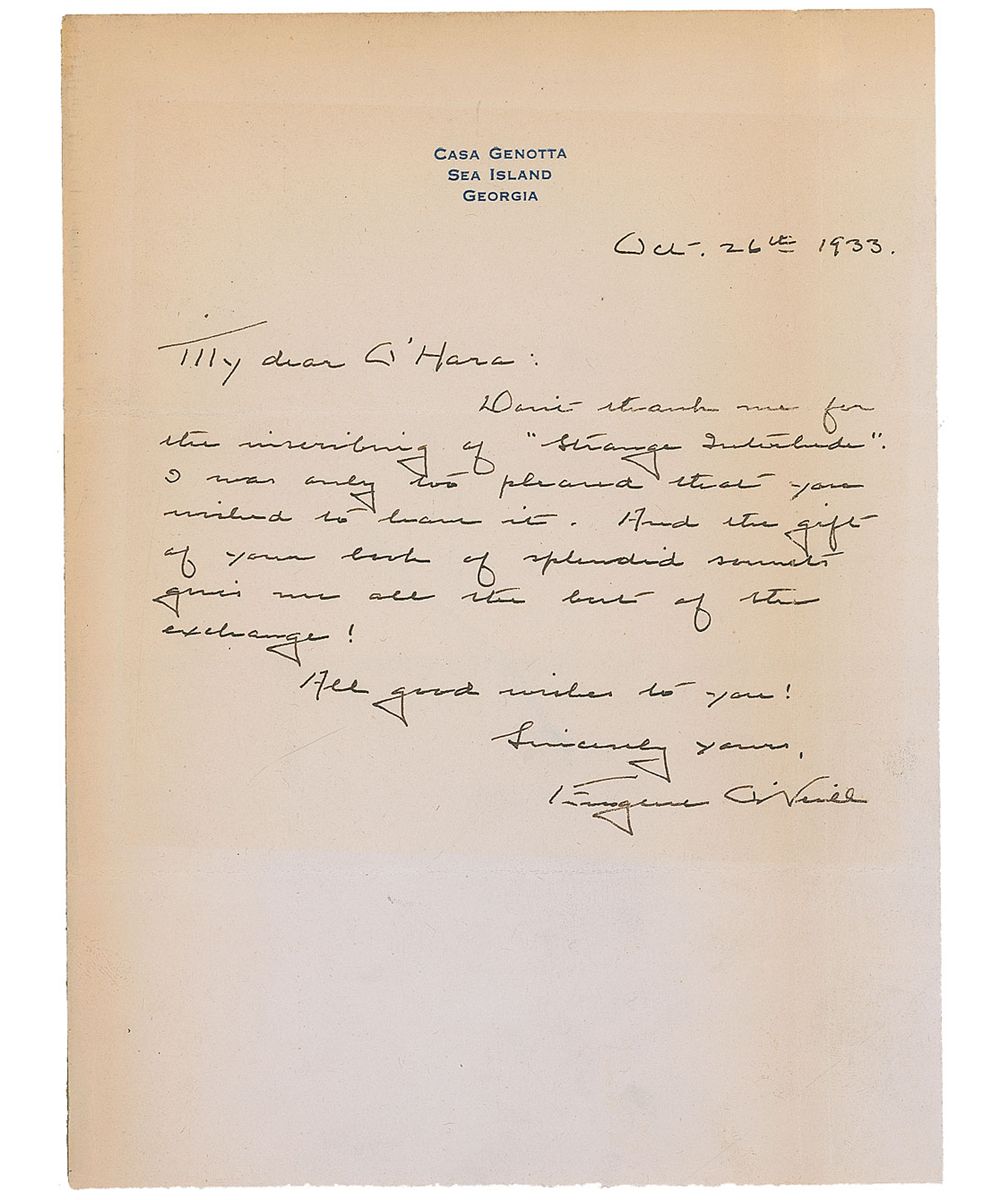 CASA GENOTTA
SEA ISLAND
GEORGIA
Oct. 26th 1933.
My dear O'Hara :
Don't thank me for
the inscribing of "Strange Interlude".
I was only too pleased that you
wished to have it. And the gift
of your book of splendid sonnets
gives me all the best of the
exchange!
All good wishes to you!
Sincerely yours,
Eugene O'Neill